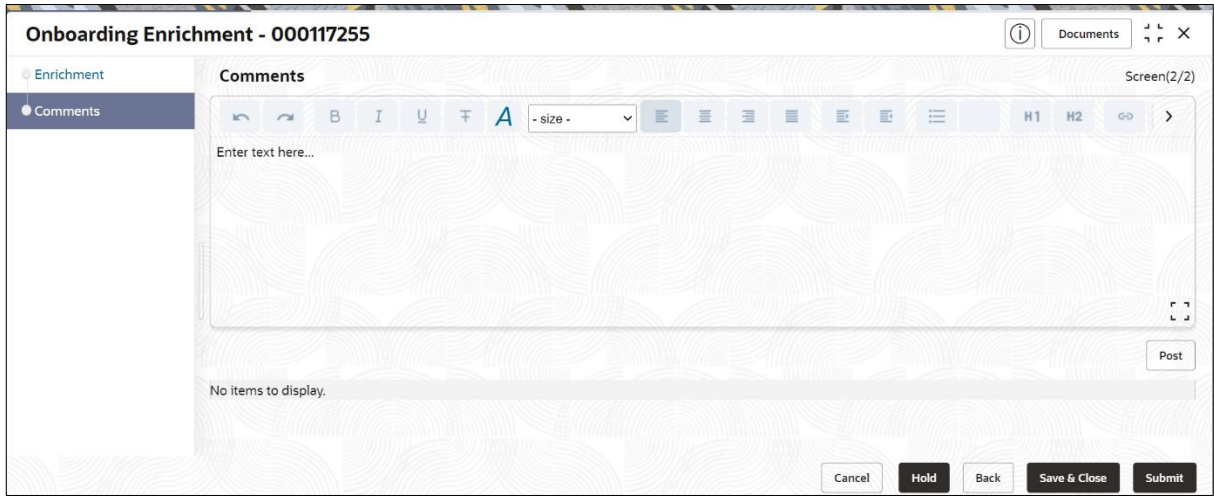 Onboarding Enrichment - 000117255
Documents
Enrichment
Comments
Comments
Screen(2/2)
B I U T A - size - H1 H2
Enter text here...
Post
No items to display.
Cancel Hold Back Save & Close Submit